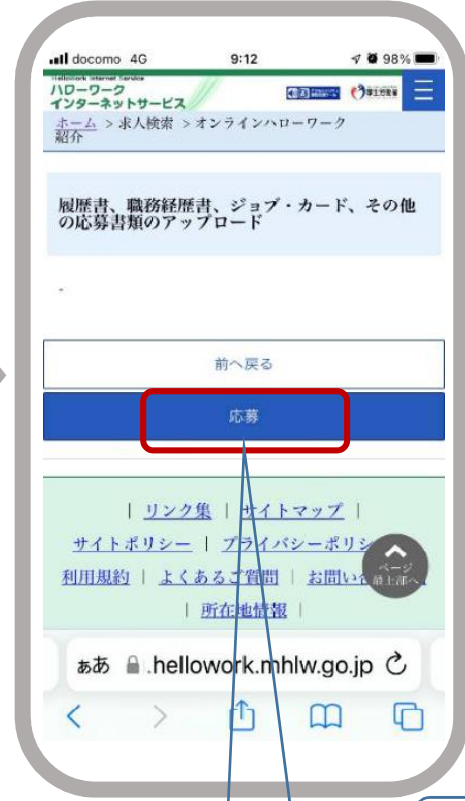 docomo 4G 9:12 98%
HelloWork Internet Service
ハローワーク
インターネットサービス
厚生労働省
ホーム > 求人検索 > オンラインハローワーク
紹介
履歴書、職務経歴書、ジョブ・カード、その他
の応募書類のアップロード
-
前へ戻る
応募
| リンク集 | サイトマップ |
サイトポリシー | プライバシーポリシ
利用規約 | よくあるご質問 | お問い
| 所在地情報 |
ページ
最上部へ
ああ .hellowork.mhlw.go.jp